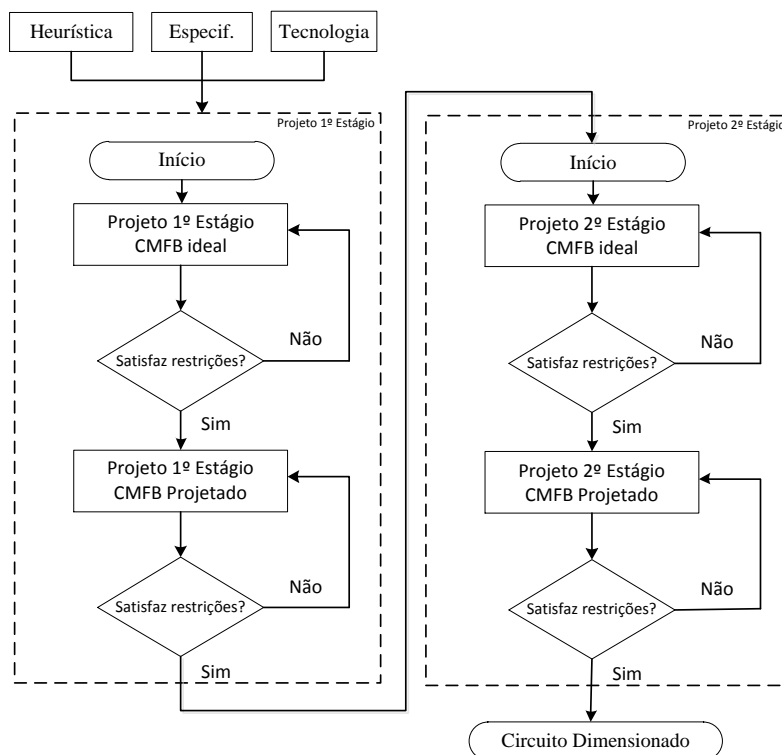 Heurística
Especif.
Tecnologia
Projeto 1º Estágio
Início
Projeto 1º Estágio
CMFB ideal
Não
Satisfaz restrições?
Sim
Projeto 1º Estágio
CMFB Projetado
Não
Satisfaz restrições?
Sim
Projeto 2º Estágio
Início
Projeto 2º Estágio
CMFB ideal
Não
Satisfaz restrições?
Sim
Projeto 2º Estágio
CMFB Projetado
Não
Satisfaz restrições?
Sim
Circuito Dimensionado